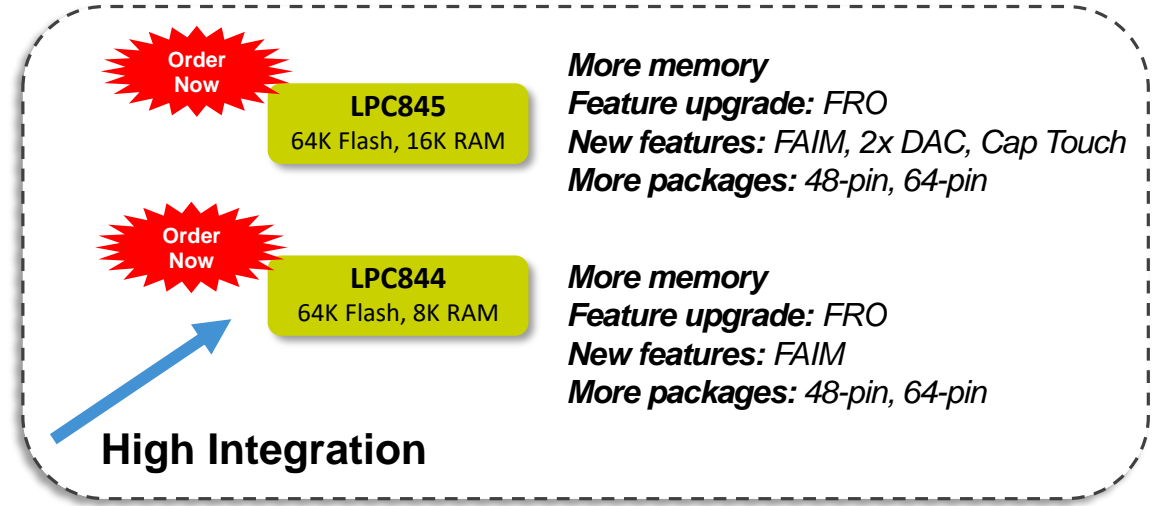 Order
Now
LPC845
64K Flash, 16K RAM
More memory
Feature upgrade: FRO
New features: FAIM, 2x DAC, Cap Touch
More packages: 48-pin, 64-pin
Order
Now
LPC844
64K Flash, 8K RAM
More memory
Feature upgrade: FRO
New features: FAIM
More packages: 48-pin, 64-pin
High Integration